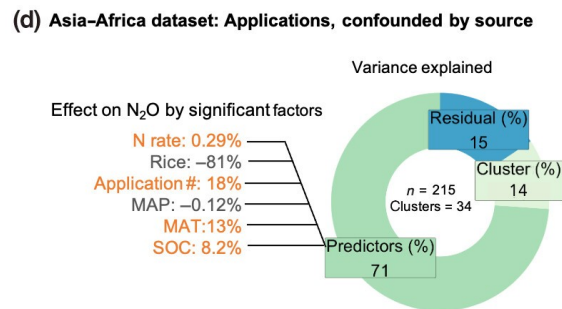 (d) Asia–Africa dataset: Applications, confounded by source
Variance explained
Effect on N₂O by significant factors
N rate: 0.29%
Rice: –81%
Application #: 18%
MAP: –0.12%
MAT:13%
SOC: 8.2%
Residual (%)
15
Cluster (%)
14
n = 215
Clusters = 34
Predictors (%)
71